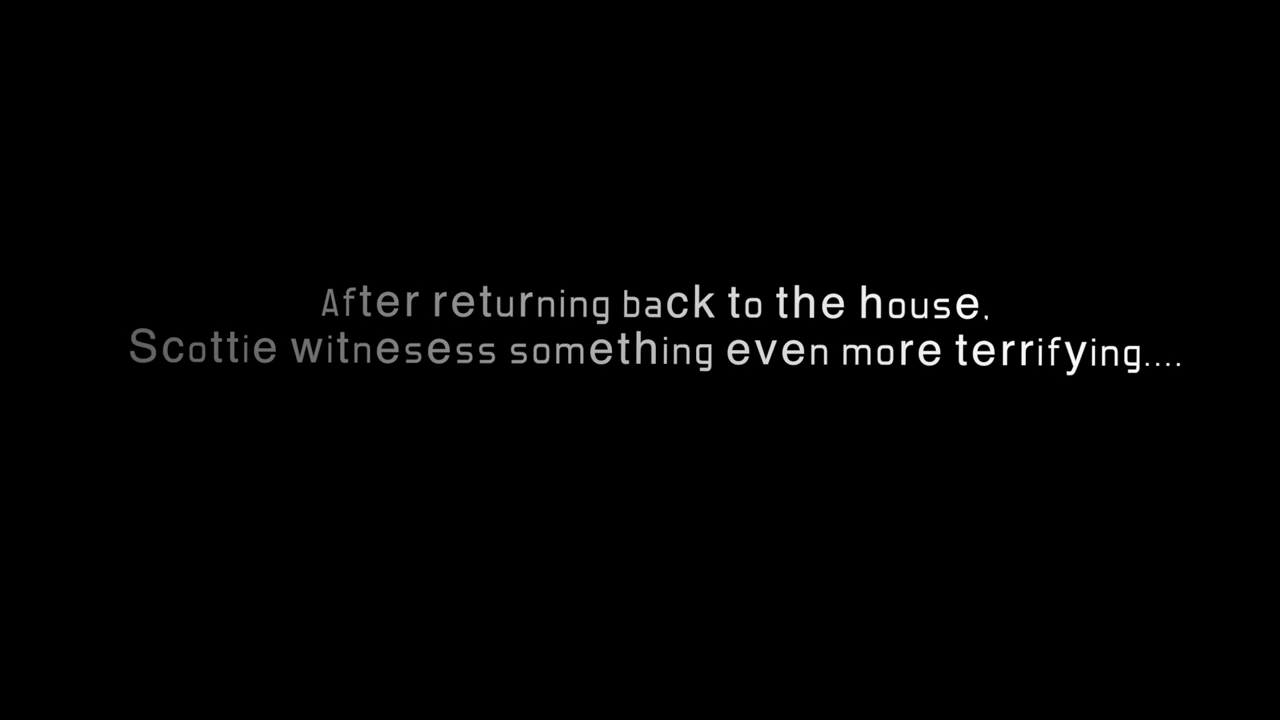 After returning back to the house,
Scottie witnesess something even more terrifying....